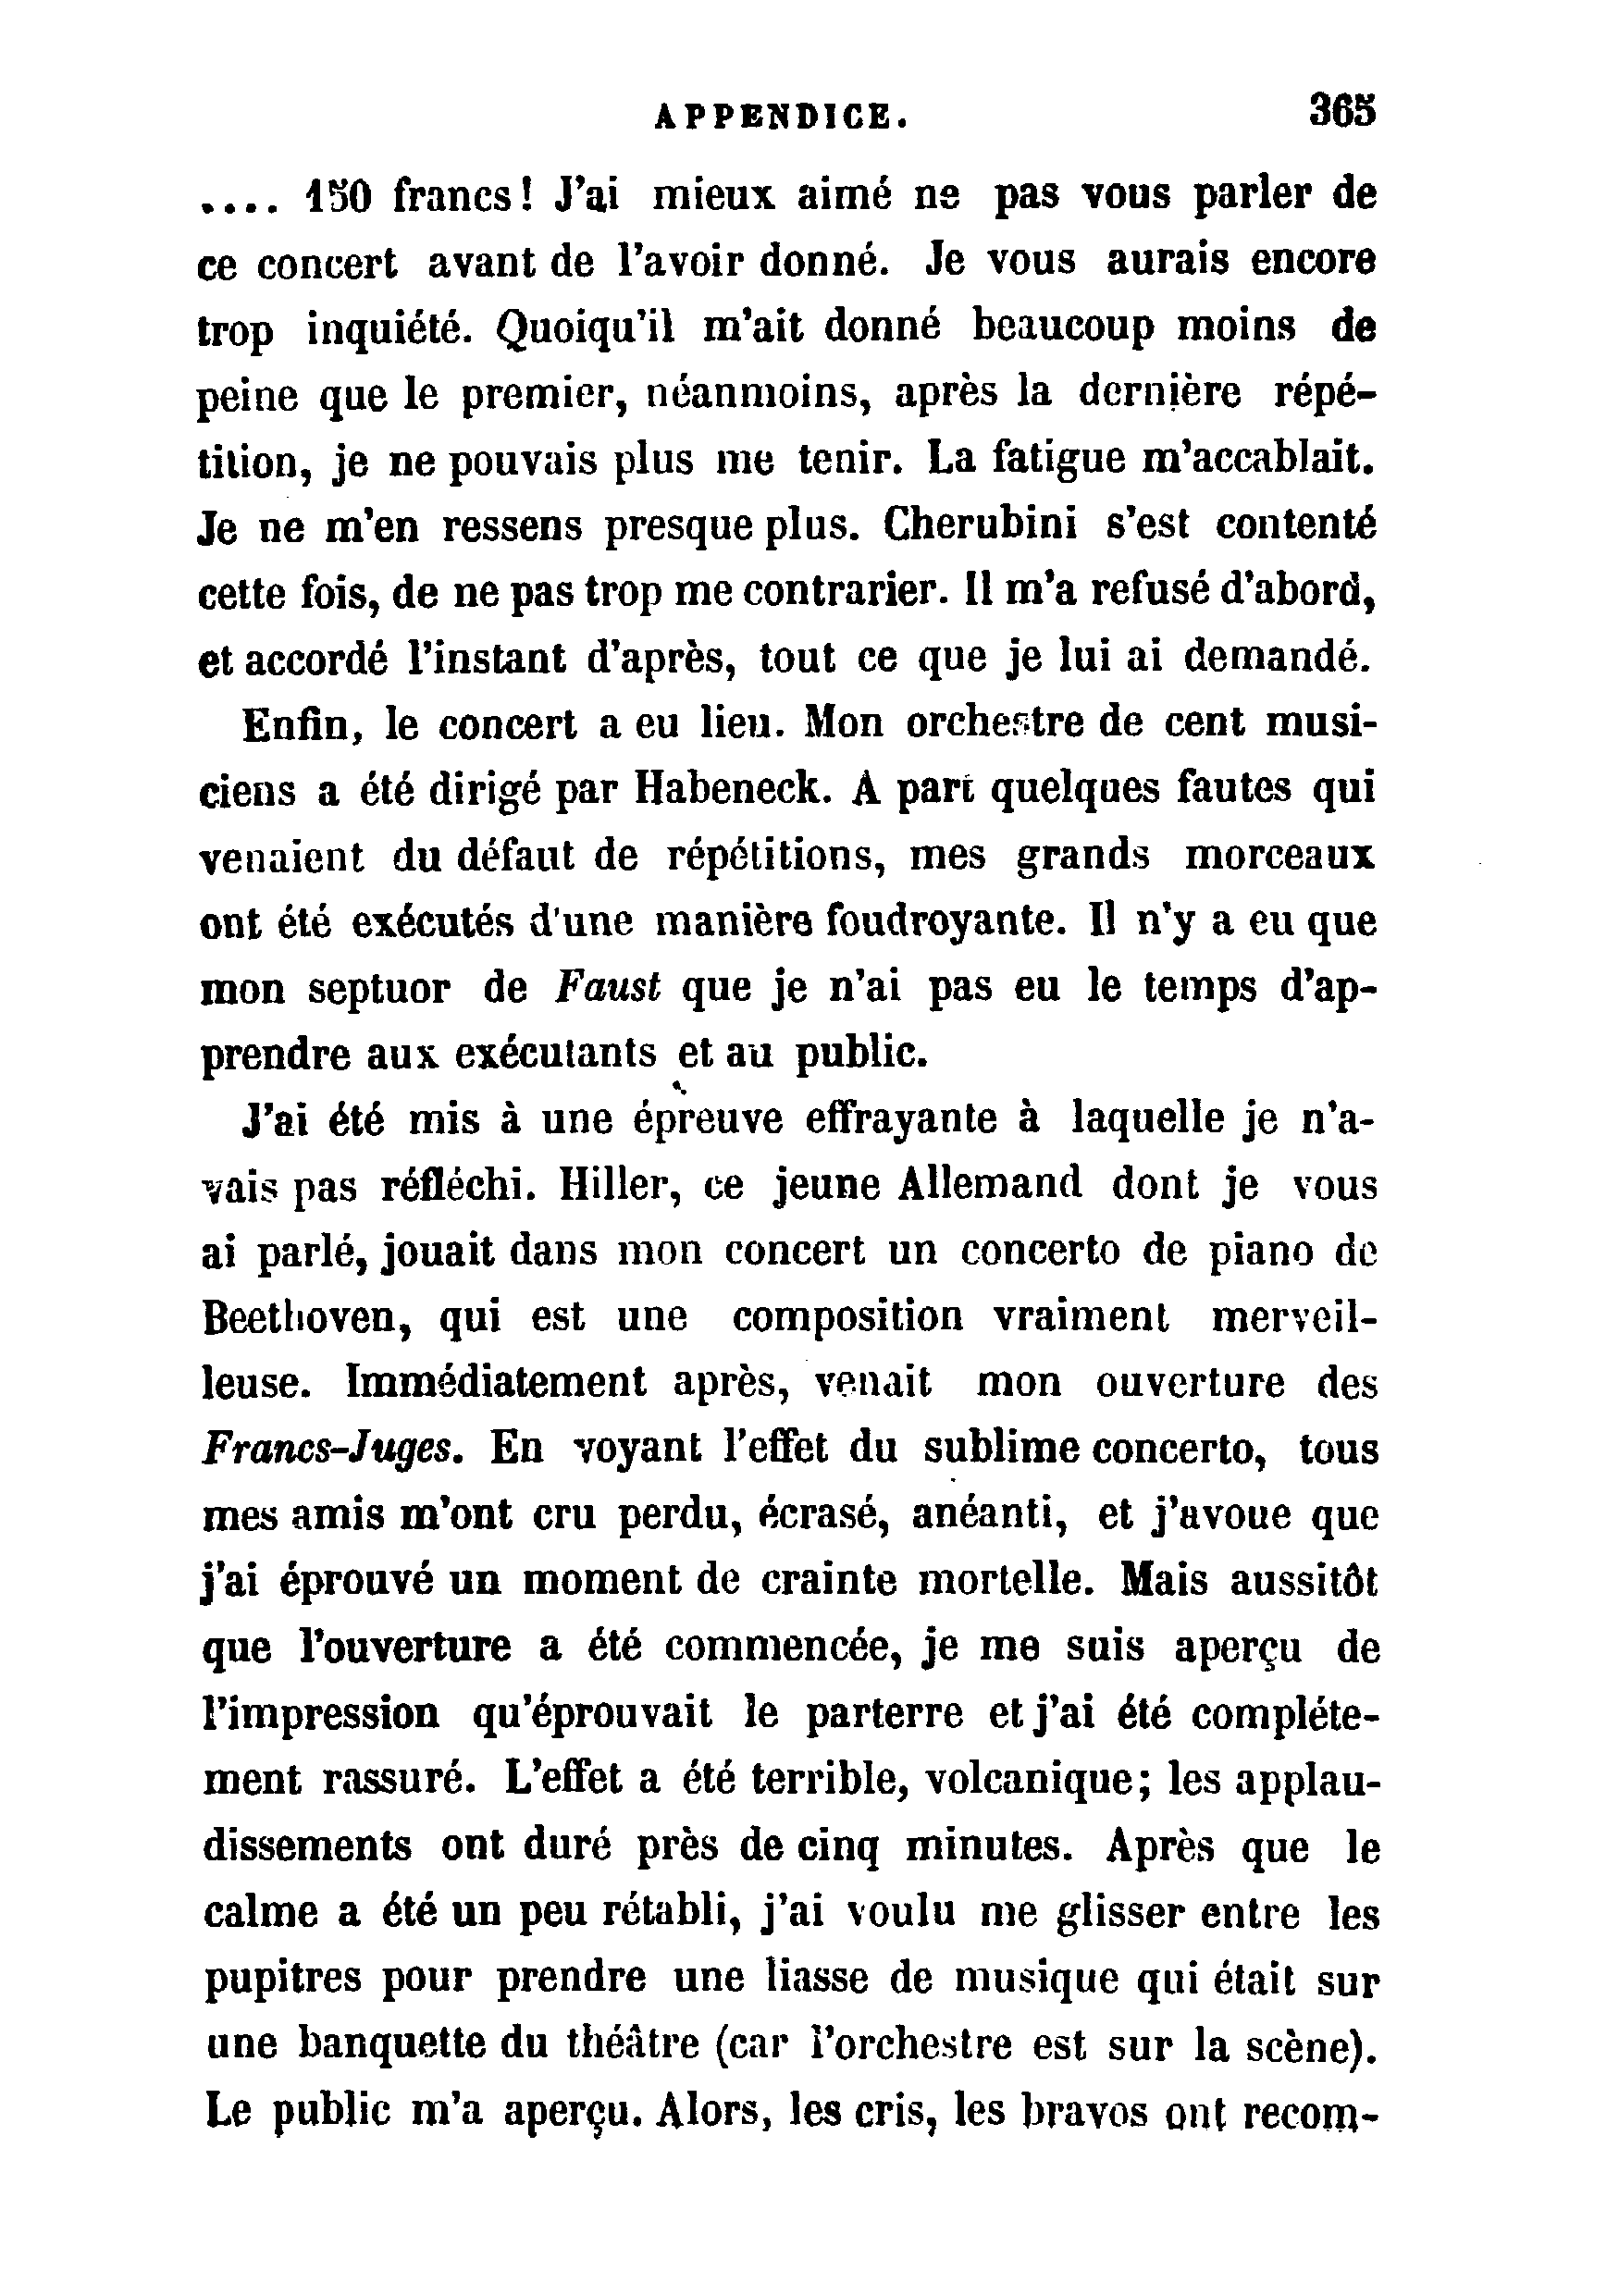 APPENDICE. 365
.... 150 francs! J'ai mieux aimé ne pas vous parler de
ce concert avant de l'avoir donné. Je vous aurais encore
trop inquiété. Quoiqu'il m'ait donné beaucoup moins de
peine que le premier, néanmoins, après la dernière répé-
tition, je ne pouvais plus me tenir. La fatigue m'accablait.
Je ne m'en ressens presque plus. Cherubini s'est contenté
cette fois, de ne pas trop me contrarier. Il m'a refusé d'abord,
et accordé l'instant d'après, tout ce que je lui ai demandé.
Enfin, le concert a eu lieu. Mon orchestre de cent musi-
ciens a été dirigé par Habeneck. A part quelques fautes qui
venaient du défaut de répétitions, mes grands morceaux
ont été exécutés d'une manière foudroyante. Il n'y a eu que
mon septuor de Faust que je n'ai pas eu le temps d'ap-
prendre aux exécutants et au public.
J'ai été mis à une épreuve effrayante à laquelle je n'a-
vais pas réfléchi. Hiller, ce jeune Allemand dont je vous
ai parlé, jouait dans mon concert un concerto de piano de
Beethoven, qui est une composition vraiment merveil-
leuse. Immédiatement après, venait mon ouverture des
Francs-Juges. En voyant l'effet du sublime concerto, tous
mes amis m'ont cru perdu, écrasé, anéanti, et j'avoue que
j'ai éprouvé un moment de crainte mortelle. Mais aussitôt
que l'ouverture a été commencée, je me suis aperçu de
l'impression qu'éprouvait le parterre et j'ai été compléte-
ment rassuré. L'effet a été terrible, volcanique; les applau-
dissements ont duré près de cinq minutes. Après que le
calme a été un peu rétabli, j'ai voulu me glisser entre les
pupitres pour prendre une liasse de musique qui était sur
une banquette du théâtre (car l'orchestre est sur la scène).
Le public m'a aperçu. Alors, les cris, les bravos ont recom-